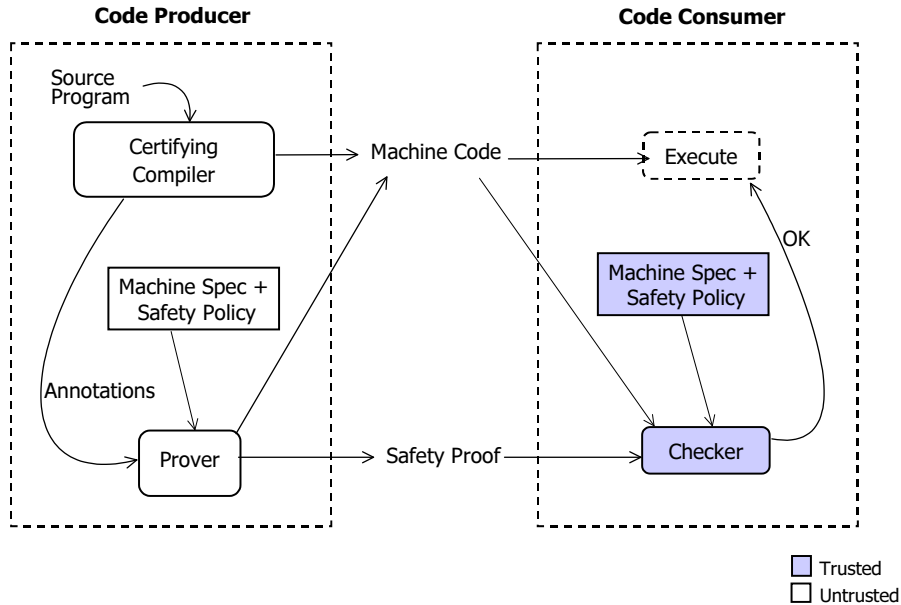 Code Producer
Code Consumer
Source
Program
Certifying
Compiler
Machine Code
Execute
OK
Machine Spec +
Safety Policy
Machine Spec +
Safety Policy
Annotations
Prover
Safety Proof
Checker
Trusted
Untrusted